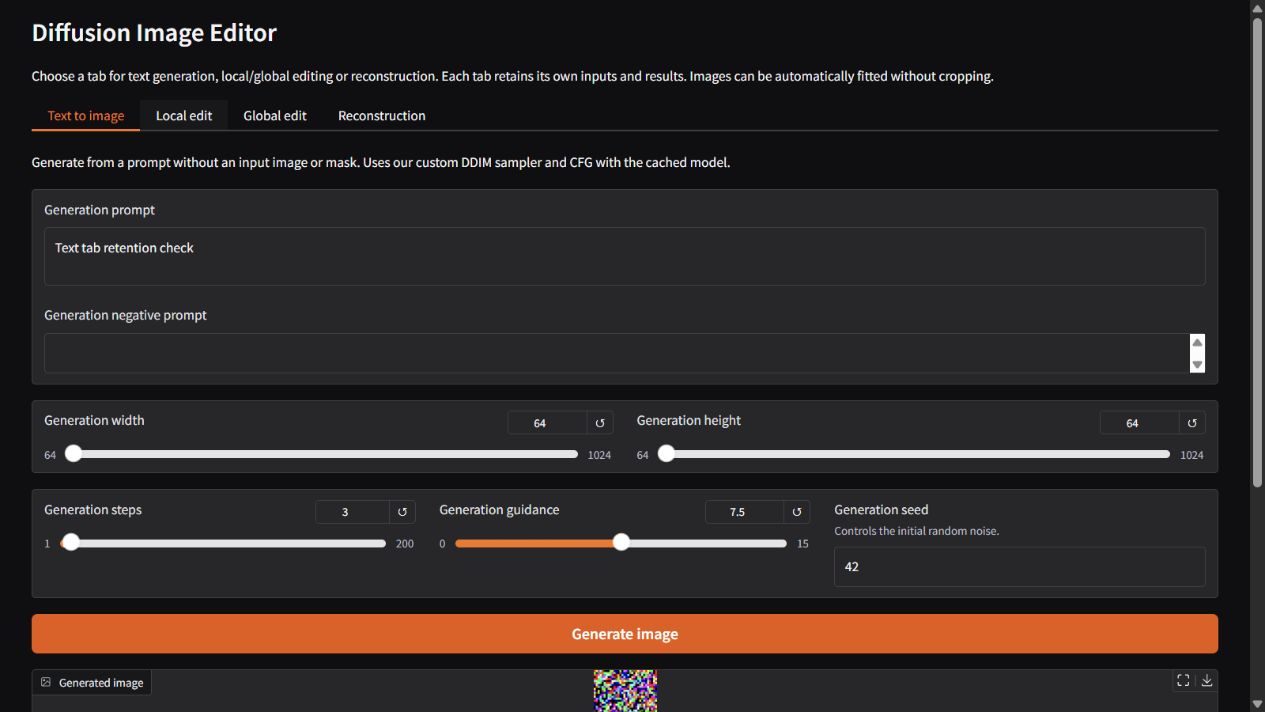 Diffusion Image Editor
Choose a tab for text generation, local/global editing or reconstruction. Each tab retains its own inputs and results. Images can be automatically fitted without cropping.
Text to image Local edit Global edit Reconstruction
Generate from a prompt without an input image or mask. Uses our custom DDIM sampler and CFG with the cached model.
Generation prompt
Text tab retention check
Generation negative prompt
Generation width 64 ↺ Generation height 64 ↺
64 1024 64 1024
Generation steps 3 ↺ Generation guidance 7.5 ↺ Generation seed
Controls the initial random noise.
1 200 0 15
42
Generate image
Generated image